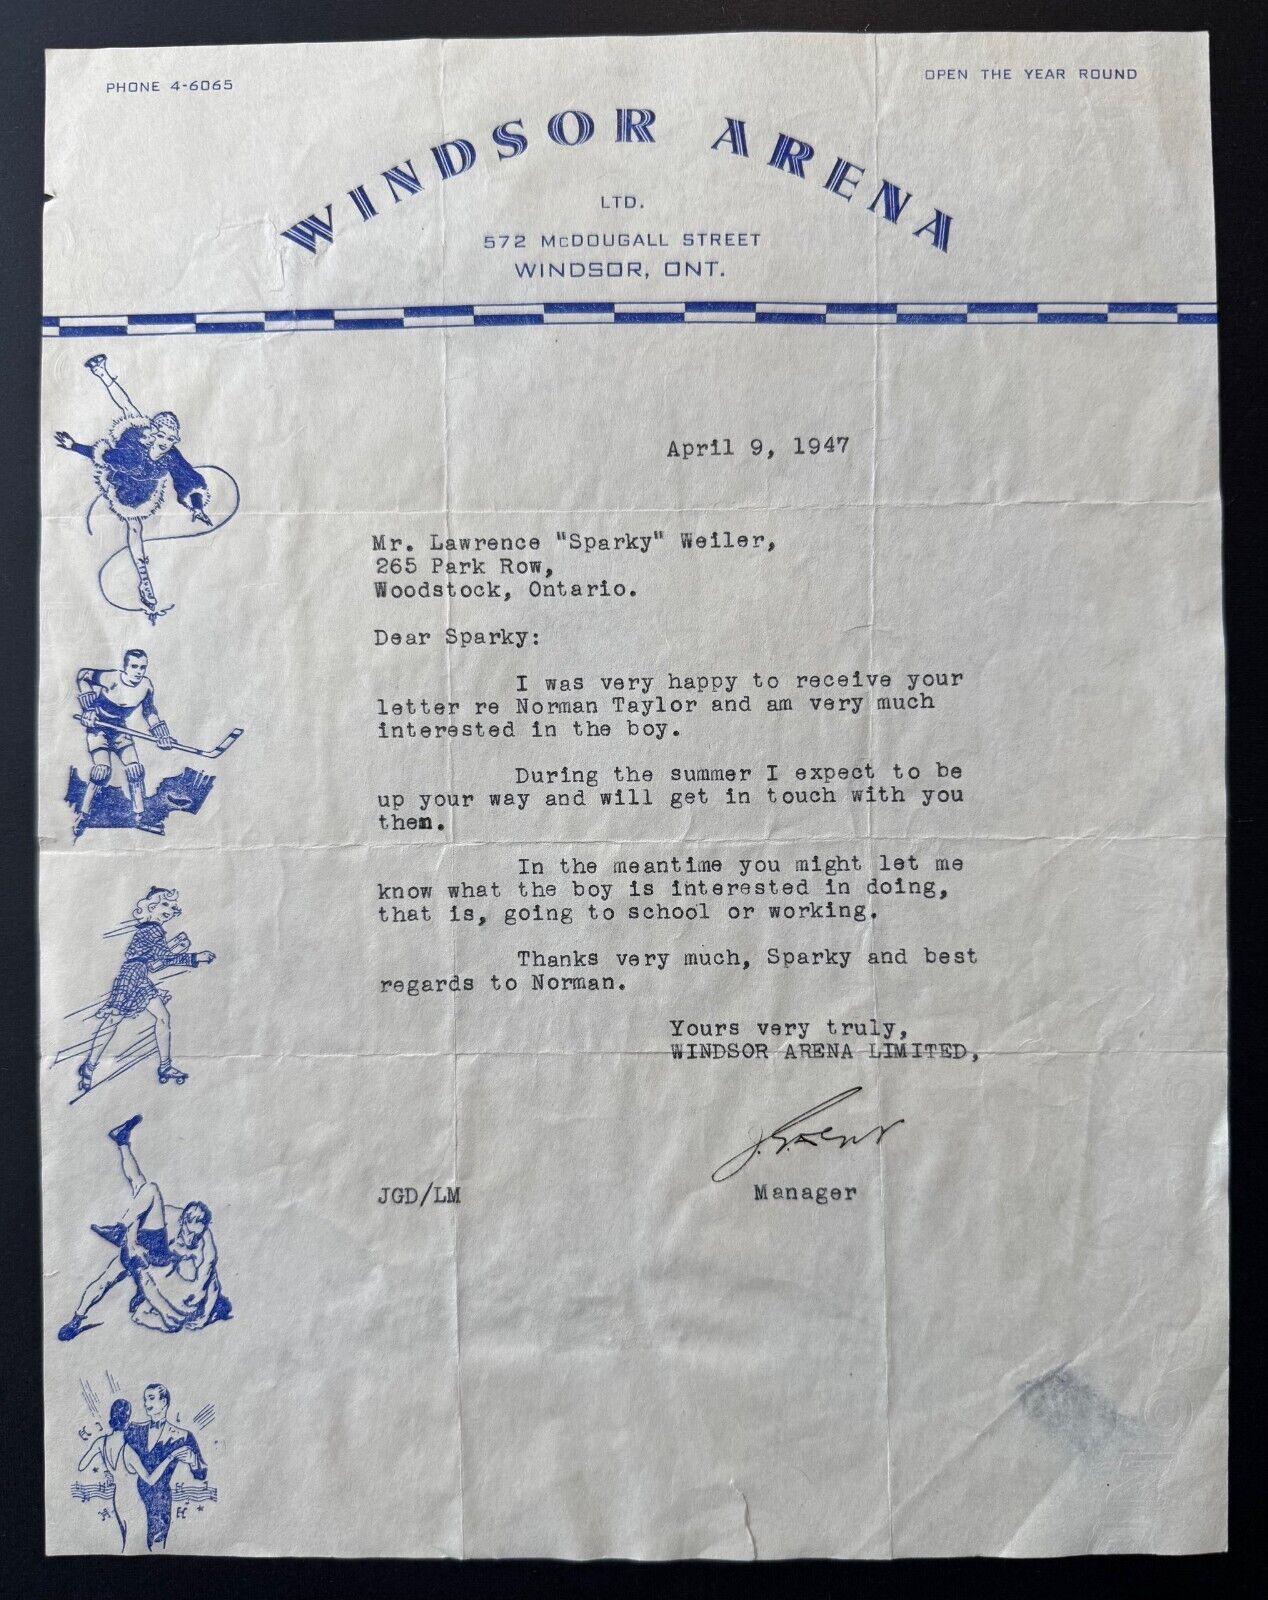 PHONE 4-6065
OPEN THE YEAR ROUND
WINDSOR ARENA
LTD.
572 McDOUGALL STREET
WINDSOR, ONT.
April 9, 1947
Mr. Lawrence "Sparky" Weiler,
265 Park Row,
Woodstock, Ontario.
Dear Sparky:
I was very happy to receive your
letter re Norman Taylor and am very much
interested in the boy.
During the summer I expect to be
up your way and will get in touch with you
then.
In the meantime you might let me
know what the boy is interested in doing,
that is, going to school or working.
Thanks very much, Sparky and best
regards to Norman.
Yours very truly,
WINDSOR ARENA LIMITED,
Manager
JGD/LM